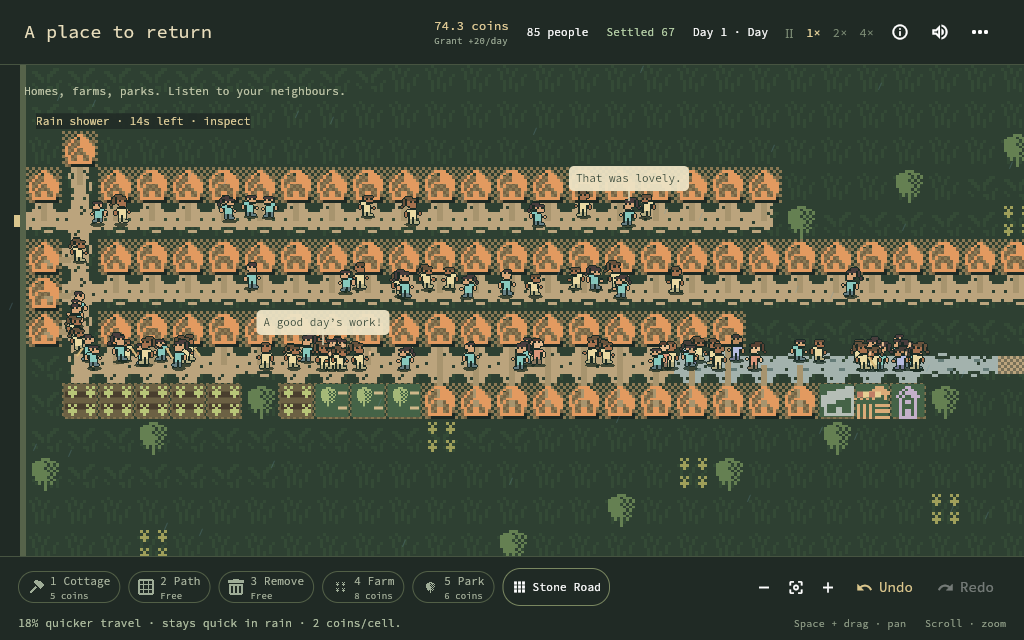 A place to return
74.3 coins
Grant +20/day
85 people
Settled 67
Day 1 · Day
1×
2×
4×
Homes, farms, parks. Listen to your neighbours.
Rain shower · 14s left · inspect
That was lovely.
A good day's work!
1 Cottage
5 coins
2 Path
Free
3 Remove
Free
4 Farm
8 coins
5 Park
6 coins
Stone Road
Undo
Redo
18% quicker travel · stays quick in rain · 2 coins/cell.
Space + drag · pan
Scroll · zoom